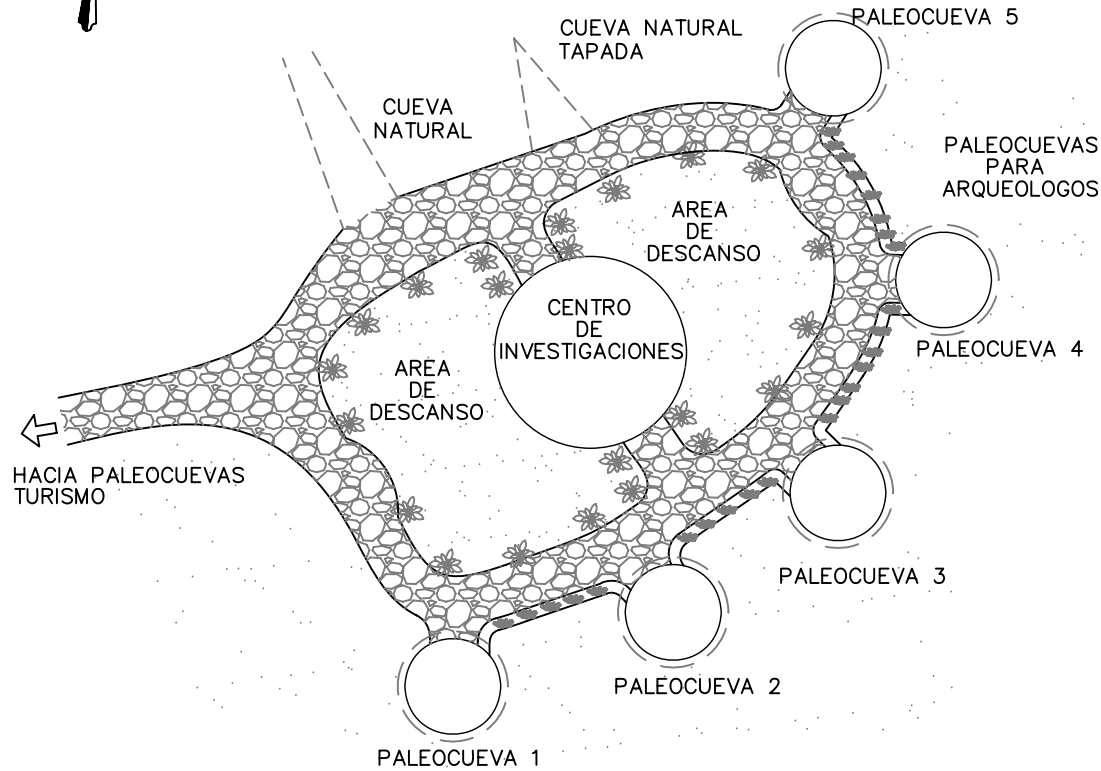 PALEOCUEVA 5
CUEVA NATURAL
TAPADA
CUEVA
NATURAL
PALEOCUEVAS
PARA
ARQUEOLOGOS
AREA
DE
DESCANSO
CENTRO
DE
INVESTIGACIONES
PALEOCUEVA 4
AREA
DE
DESCANSO
HACIA PALEOCUEVAS
TURISMO
PALEOCUEVA 3
PALEOCUEVA 2
PALEOCUEVA 1